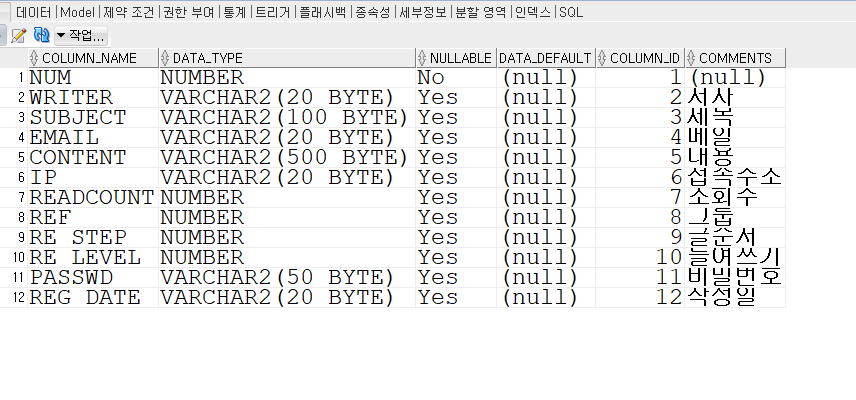 데이터 | Model | 제약 조건 | 권한 부여 | 통계 | 트리거 | 플래시백 | 종속성 | 세부정보 | 분할 영역 | 인덱스 | SQL
작업...
COLUMN_NAME DATA_TYPE NULLABLE DATA_DEFAULT COLUMN_ID COMMENTS
1 NUM NUMBER No (null) 1 (null)
2 WRITER VARCHAR2(20 BYTE) Yes (null) 2 저자
3 SUBJECT VARCHAR2(100 BYTE) Yes (null) 3 제목
4 EMAIL VARCHAR2(20 BYTE) Yes (null) 4 메일
5 CONTENT VARCHAR2(500 BYTE) Yes (null) 5 내용
6 IP VARCHAR2(20 BYTE) Yes (null) 6 접속주소
7 READCOUNT NUMBER Yes (null) 7 조회수
8 REF NUMBER Yes (null) 8 그룹
9 RE_STEP NUMBER Yes (null) 9 글순서
10 RE_LEVEL NUMBER Yes (null) 10 들여쓰기
11 PASSWD VARCHAR2(50 BYTE) Yes (null) 11 비밀번호
12 REG_DATE VARCHAR2(20 BYTE) Yes (null) 12 작성일